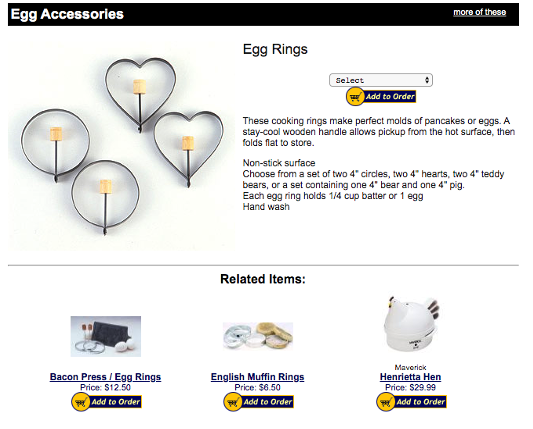 Egg Accessories
more of these
Egg Rings
Select
Add to Order
These cooking rings make perfect molds of pancakes or eggs. A
stay-cool wooden handle allows pickup from the hot surface, then
folds flat to store.
Non-stick surface
Choose from a set of two 4" circles, two 4" hearts, two 4" teddy
bears, or a set containing one 4" bear and one 4" pig.
Each egg ring holds 1/4 cup batter or 1 egg
Hand wash
Related Items:
Bacon Press / Egg Rings
Price: $12.50
Add to Order
English Muffin Rings
Price: $6.50
Add to Order
Maverick
Henrietta Hen
Price: $29.99
Add to Order